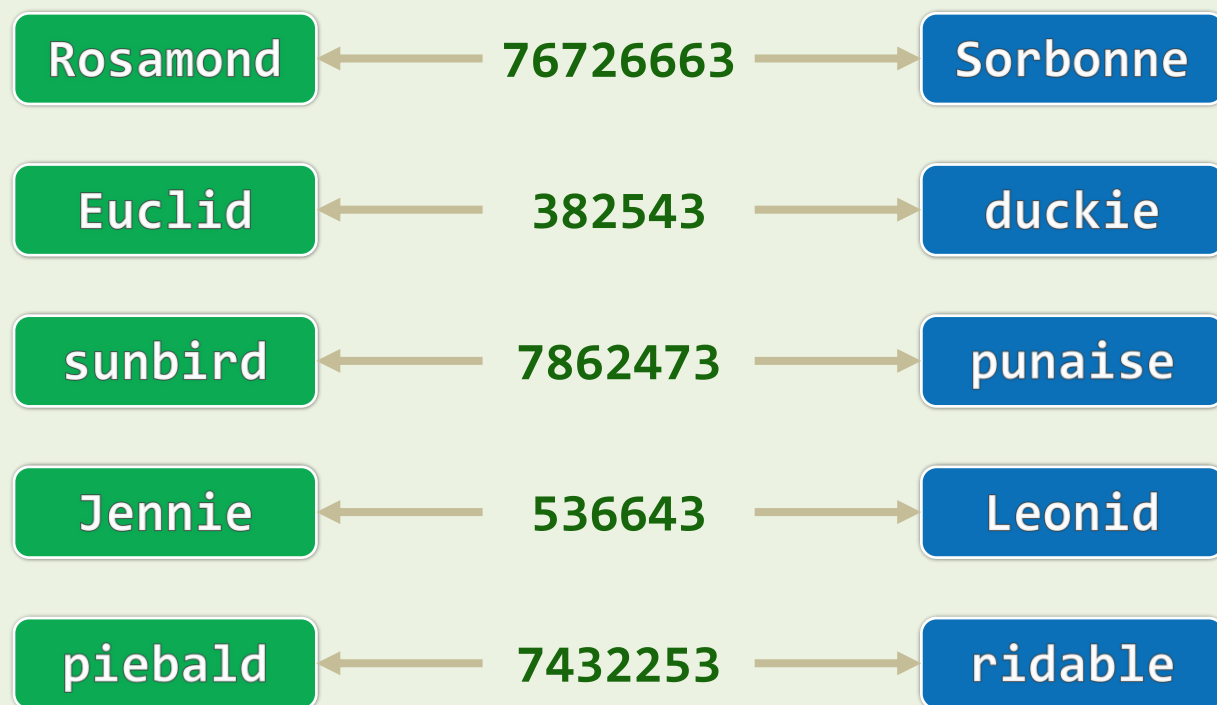 Rosamond 76726663 Sorbonne
Euclid 382543 duckie
sunbird 7862473 punaise
Jennie 536643 Leonid
piebald 7432253 ridable